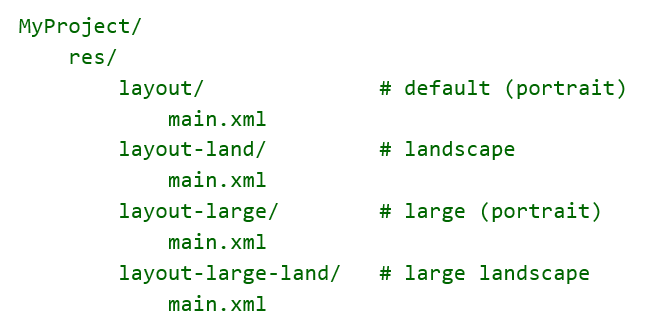 MyProject/
    res/
        layout/              # default (portrait)
            main.xml
        layout-land/         # landscape
            main.xml
        layout-large/        # large (portrait)
            main.xml
        layout-large-land/   # large landscape
            main.xml